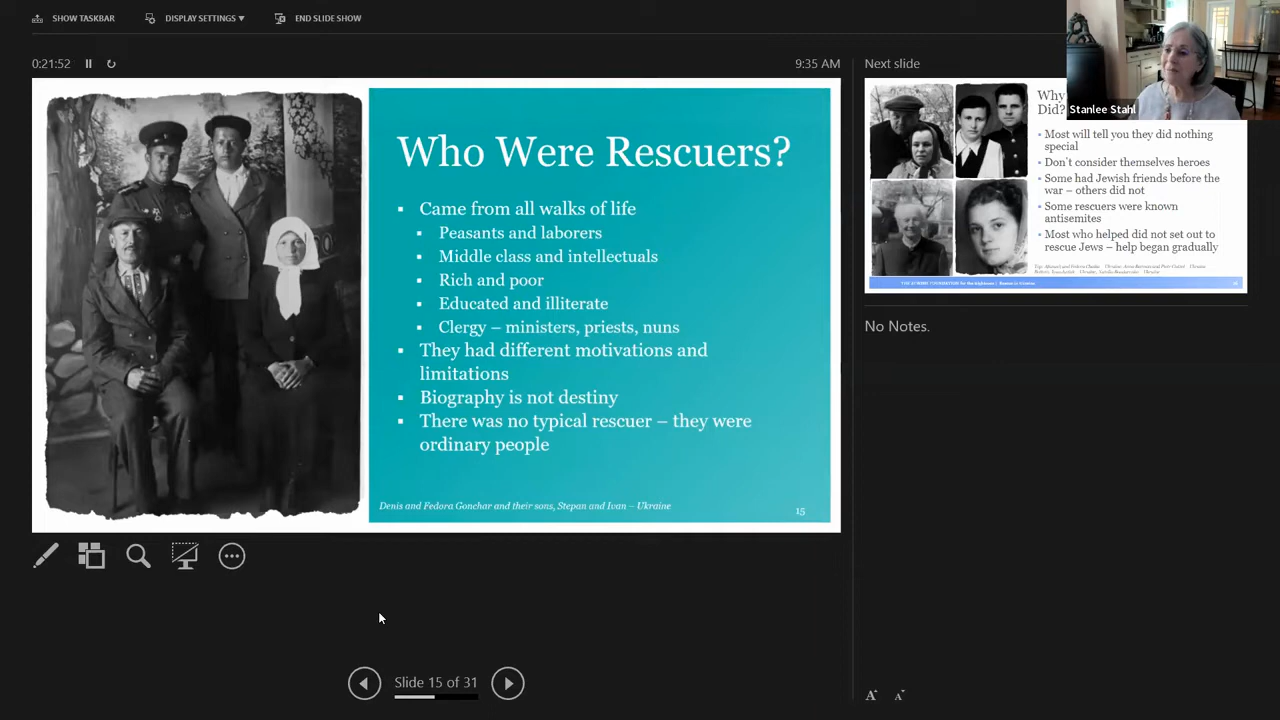 SHOW TASKBAR
DISPLAY SETTINGS ▼
END SLIDE SHOW
0:21:52
9:35 AM
Who Were Rescuers?
▪ Came from all walks of life
▪ Peasants and laborers
▪ Middle class and intellectuals
▪ Rich and poor
▪ Educated and illiterate
▪ Clergy – ministers, priests, nuns
▪ They had different motivations and
limitations
▪ Biography is not destiny
▪ There was no typical rescuer – they were
ordinary people
Denis and Fedora Gonchar and their sons, Stepan and Ivan – Ukraine
15
Slide 15 of 31
Next slide
Stanlee Stahl
Why
Did?
• Most will tell you they did nothing
special
• Don't consider themselves heroes
• Some had Jewish friends before the
war – others did not
• Some rescuers were known
antisemites
• Most who helped did not set out to
rescue Jews – help began gradually
No Notes.
A A